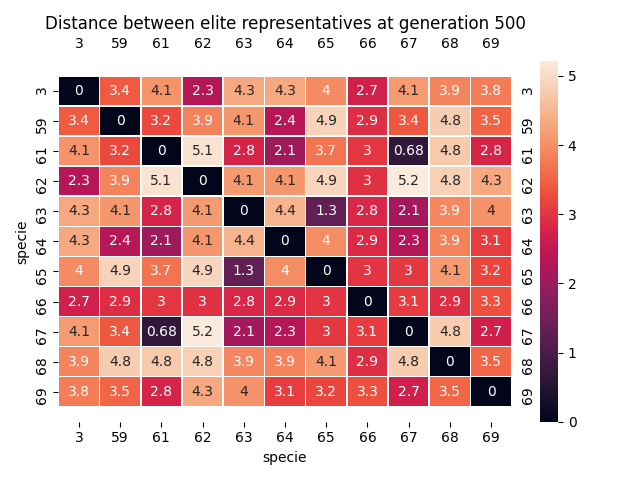 Distance between elite representatives at generation 500
3 59 61 62 63 64 65 66 67 68 69
3 0 3.4 4.1 2.3 4.3 4.3 4 2.7 4.1 3.9 3.8 3
59 3.4 0 3.2 3.9 4.1 2.4 4.9 2.9 3.4 4.8 3.5 59
61 4.1 3.2 0 5.1 2.8 2.1 3.7 3 0.68 4.8 2.8 61
62 2.3 3.9 5.1 0 4.1 4.1 4.9 3 5.2 4.8 4.3 62
63 4.3 4.1 2.8 4.1 0 4.4 1.3 2.8 2.1 3.9 4 63
64 4.3 2.4 2.1 4.1 4.4 0 4 2.9 2.3 3.9 3.1 64
65 4 4.9 3.7 4.9 1.3 4 0 3 3 4.1 3.2 65
66 2.7 2.9 3 3 2.8 2.9 3 0 3.1 2.9 3.3 66
67 4.1 3.4 0.68 5.2 2.1 2.3 3 3.1 0 4.8 2.7 67
68 3.9 4.8 4.8 4.8 3.9 3.9 4.1 2.9 4.8 0 3.5 68
69 3.8 3.5 2.8 4.3 4 3.1 3.2 3.3 2.7 3.5 0 69
3 59 61 62 63 64 65 66 67 68 69
specie
specie
5
4
3
2
1
0